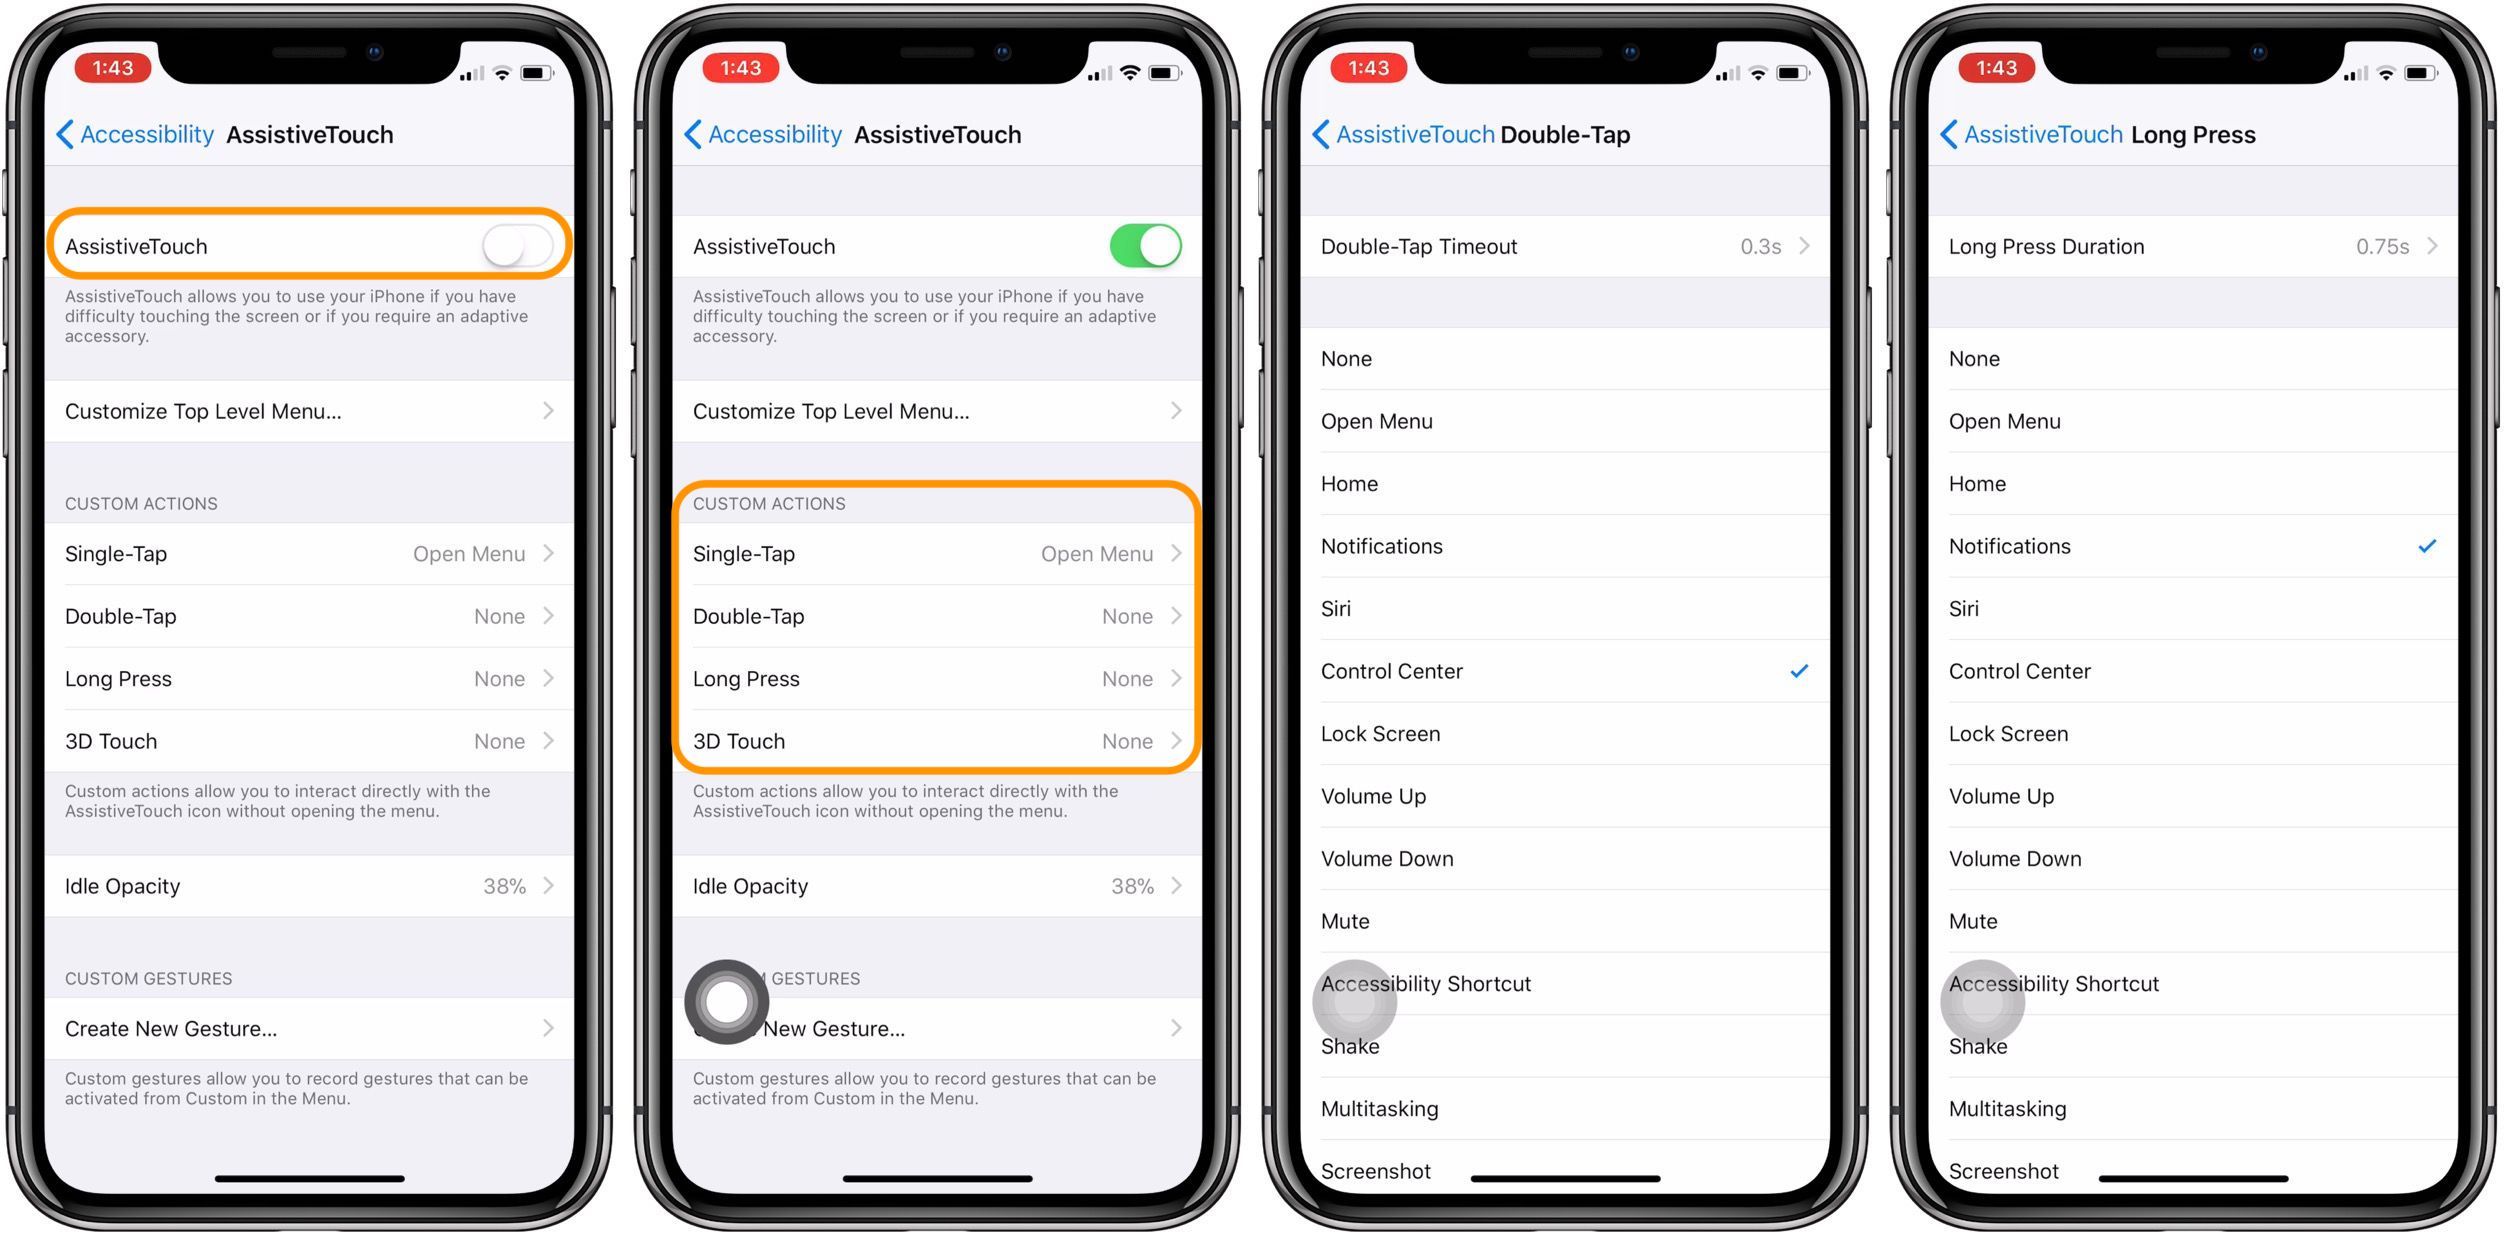 1:43
Accessibility AssistiveTouch
AssistiveTouch
AssistiveTouch allows you to use your iPhone if you have
difficulty touching the screen or if you require an adaptive
accessory.
Customize Top Level Menu...
CUSTOM ACTIONS
Single-Tap Open Menu
Double-Tap None
Long Press None
3D Touch None
Custom actions allow you to interact directly with the
AssistiveTouch icon without opening the menu.
Idle Opacity 38%
CUSTOM GESTURES
Create New Gesture...
Custom gestures allow you to record gestures that can be
activated from Custom in the Menu.
1:43
Accessibility AssistiveTouch
AssistiveTouch
AssistiveTouch allows you to use your iPhone if you have
difficulty touching the screen or if you require an adaptive
accessory.
Customize Top Level Menu...
CUSTOM ACTIONS
Single-Tap Open Menu
Double-Tap None
Long Press None
3D Touch None
Custom actions allow you to interact directly with the
AssistiveTouch icon without opening the menu.
Idle Opacity 38%
GESTURES
New Gesture...
Custom gestures allow you to record gestures that can be
activated from Custom in the Menu.
1:43
AssistiveTouch Double-Tap
Double-Tap Timeout 0.3s
None
Open Menu
Home
Notifications
Siri
Control Center
Lock Screen
Volume Up
Volume Down
Mute
Accessibility Shortcut
Shake
Multitasking
Screenshot
1:43
AssistiveTouch Long Press
Long Press Duration 0.75s
None
Open Menu
Home
Notifications
Siri
Control Center
Lock Screen
Volume Up
Volume Down
Mute
Accessibility Shortcut
Shake
Multitasking
Screenshot